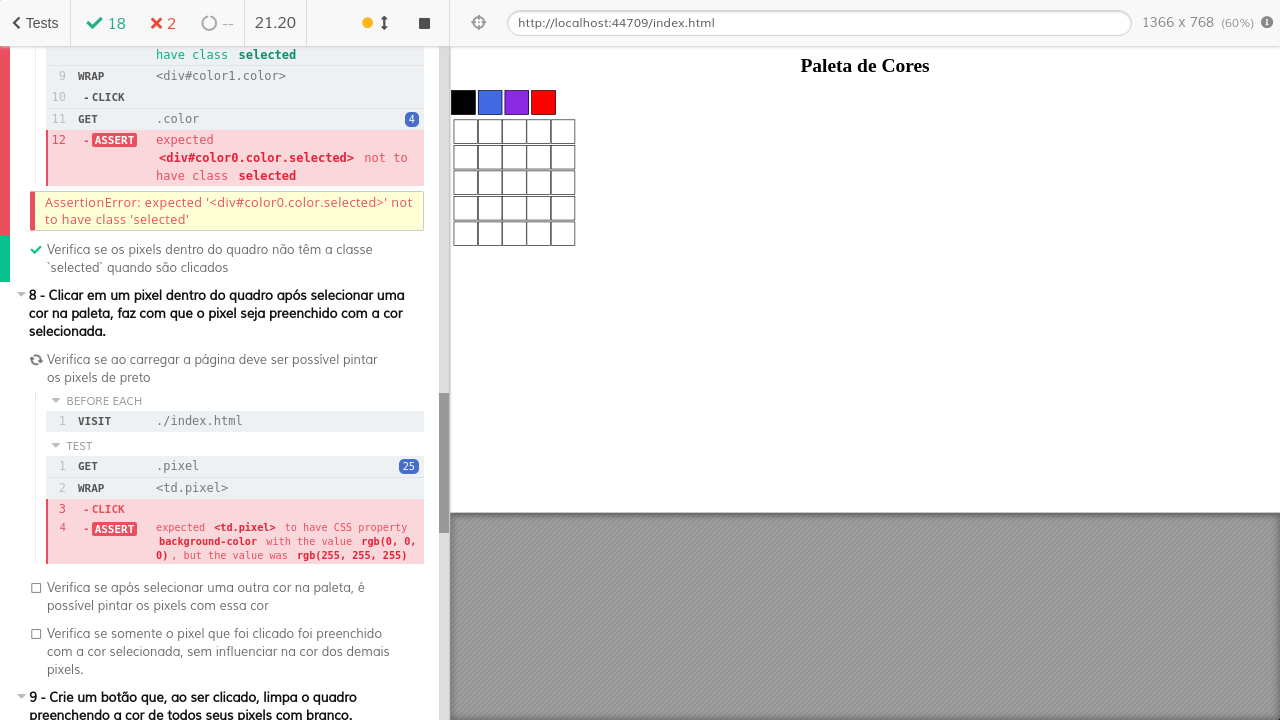 Tests
18
2
--
21.20
http://localhost:44709/index.html
1366 x 768 (60%)
have class selected
9 WRAP <div#color1.color>
10 -CLICK
11 GET .color 4
12 -ASSERT expected
<div#color0.color.selected> not to
have class selected
AssertionError: expected '<div#color0.color.selected>' not
to have class 'selected'
Verifica se os pixels dentro do quadro não têm a classe
`selected` quando são clicados
8 - Clicar em um pixel dentro do quadro após selecionar uma
cor na paleta, faz com que o pixel seja preenchido com a cor
selecionada.
Verifica se ao carregar a página deve ser possível pintar
os pixels de preto
BEFORE EACH
1 VISIT ./index.html
TEST
1 GET .pixel 25
2 WRAP <td.pixel>
3 -CLICK
4 -ASSERT expected <td.pixel> to have CSS property
background-color with the value rgb(0, 0,
0), but the value was rgb(255, 255, 255)
Verifica se após selecionar uma outra cor na paleta, é
possível pintar os pixels com essa cor
Verifica se somente o pixel que foi clicado foi preenchido
com a cor selecionada, sem influenciar na cor dos demais
pixels.
9 - Crie um botão que, ao ser clicado, limpa o quadro
preenchendo a cor de todos seus pixels com branco.
Paleta de Cores